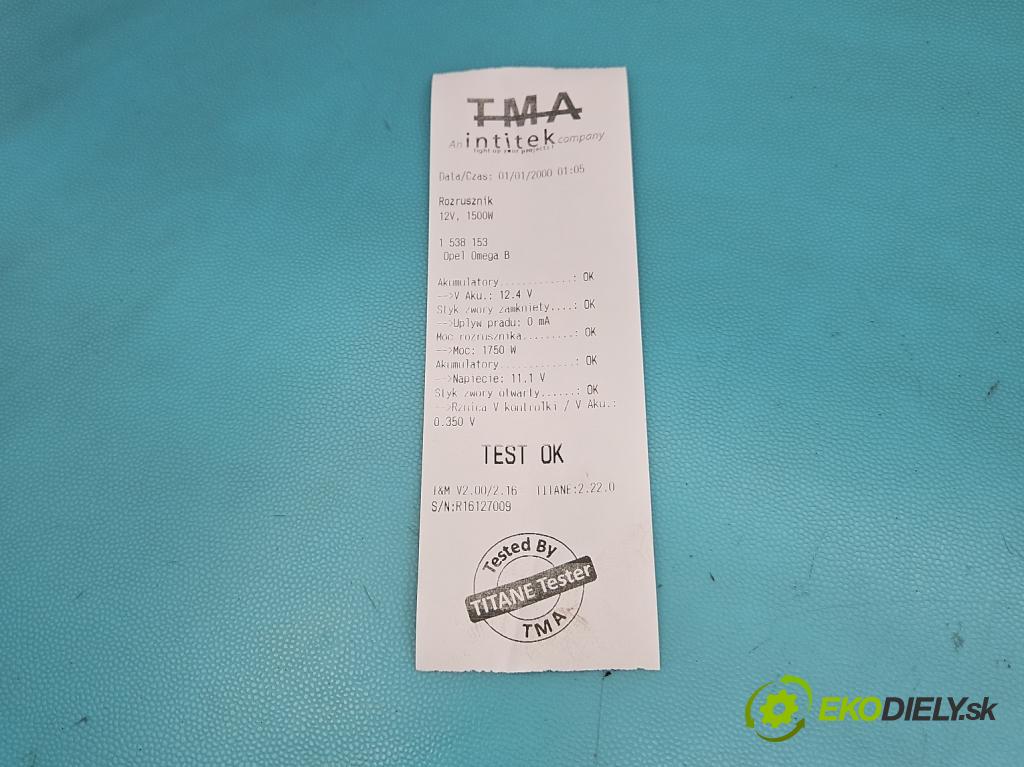 TMA
An intitek company
light up your projects!
Data/Czas: 01/01/2000 01:05
Rozrusznik
12V, 1500W
1 538 153
Opel Omega B
Akumulatory............: OK
-->V Aku.: 12.4 V
Styk zwory zamkniety....: OK
-->Uplyw pradu: 0 mA
Moc rozrusznika.........: OK
-->Moc: 1750 W
Akumulatory............: OK
-->Napiecie: 11.1 V
Styk zwory otwarty......: OK
-->Rznica V kontrolki / V Aku.:
0.350 V
TEST OK
I&M V2.00/2.16 TITANE:2.22.0
S/N:R16127009
Tested By
TITANE Tester
TMA
EKODIELY.sk